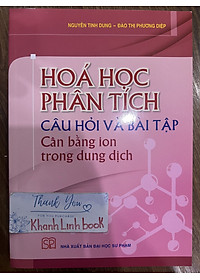 NGUYỄN TINH DUNG - ĐÀO THỊ PHƯƠNG DIỆP
HOÁ HỌC
PHÂN TÍCH
CÂU HỎI VÀ BÀI TẬP
Cân bằng ion
trong dung dịch
Thank You
Khanh Linh book
NHÀ XUẤT BẢN ĐẠI HỌC SƯ PHẠM